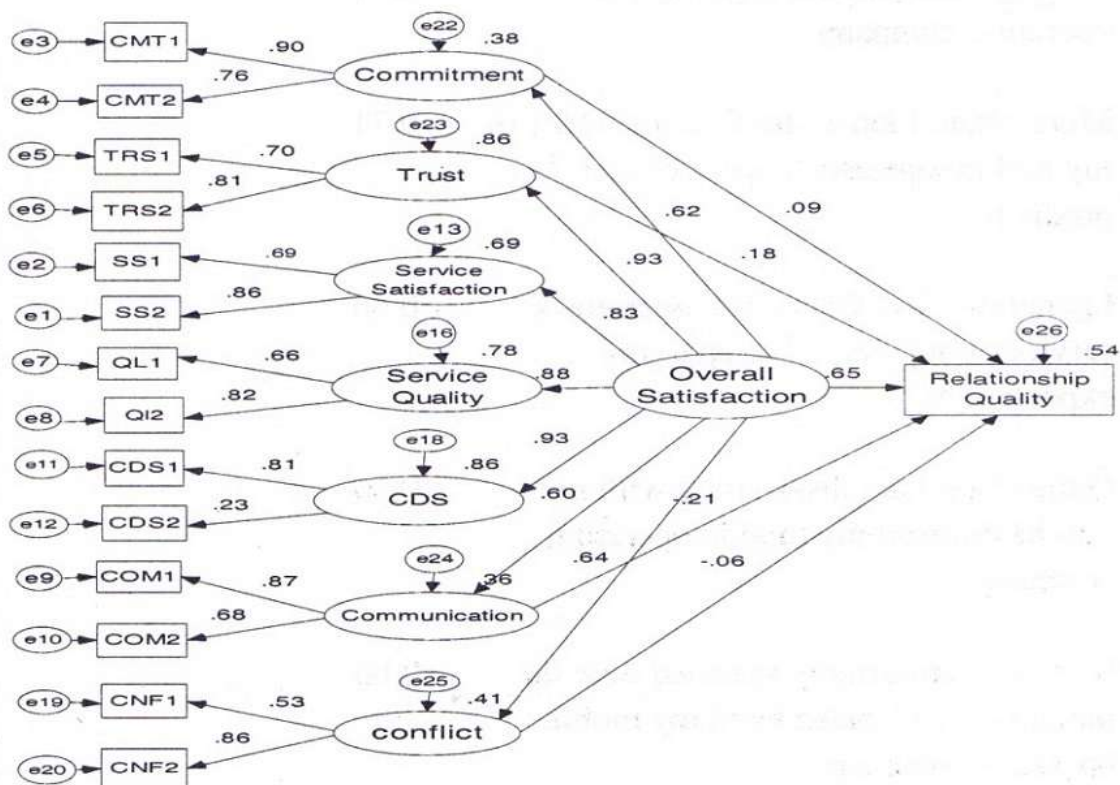 e22
.38
e3
CMT1
.90
Commitment
.76
e4
CMT2
e23
.86
e5
TRS1
.70
Trust
.81
e6
TRS2
.62
.09
e13
.69
.18
e2
SS1
.69
Service
Satisfaction
.93
.86
e1
SS2
.83
e16
.78
e26
.54
e7
QL1
.66
Service
Quality
.88
Overall
Satisfaction
.65
Relationship
Quality
.82
e8
QI2
.93
e18
.86
e11
CDS1
.81
CDS
.60
.21
.23
e12
CDS2
e24
.64
-.06
e9
COM1
.87
.36
Communication
.68
e10
COM2
e25
.41
e19
CNF1
.53
conflict
.86
e20
CNF2